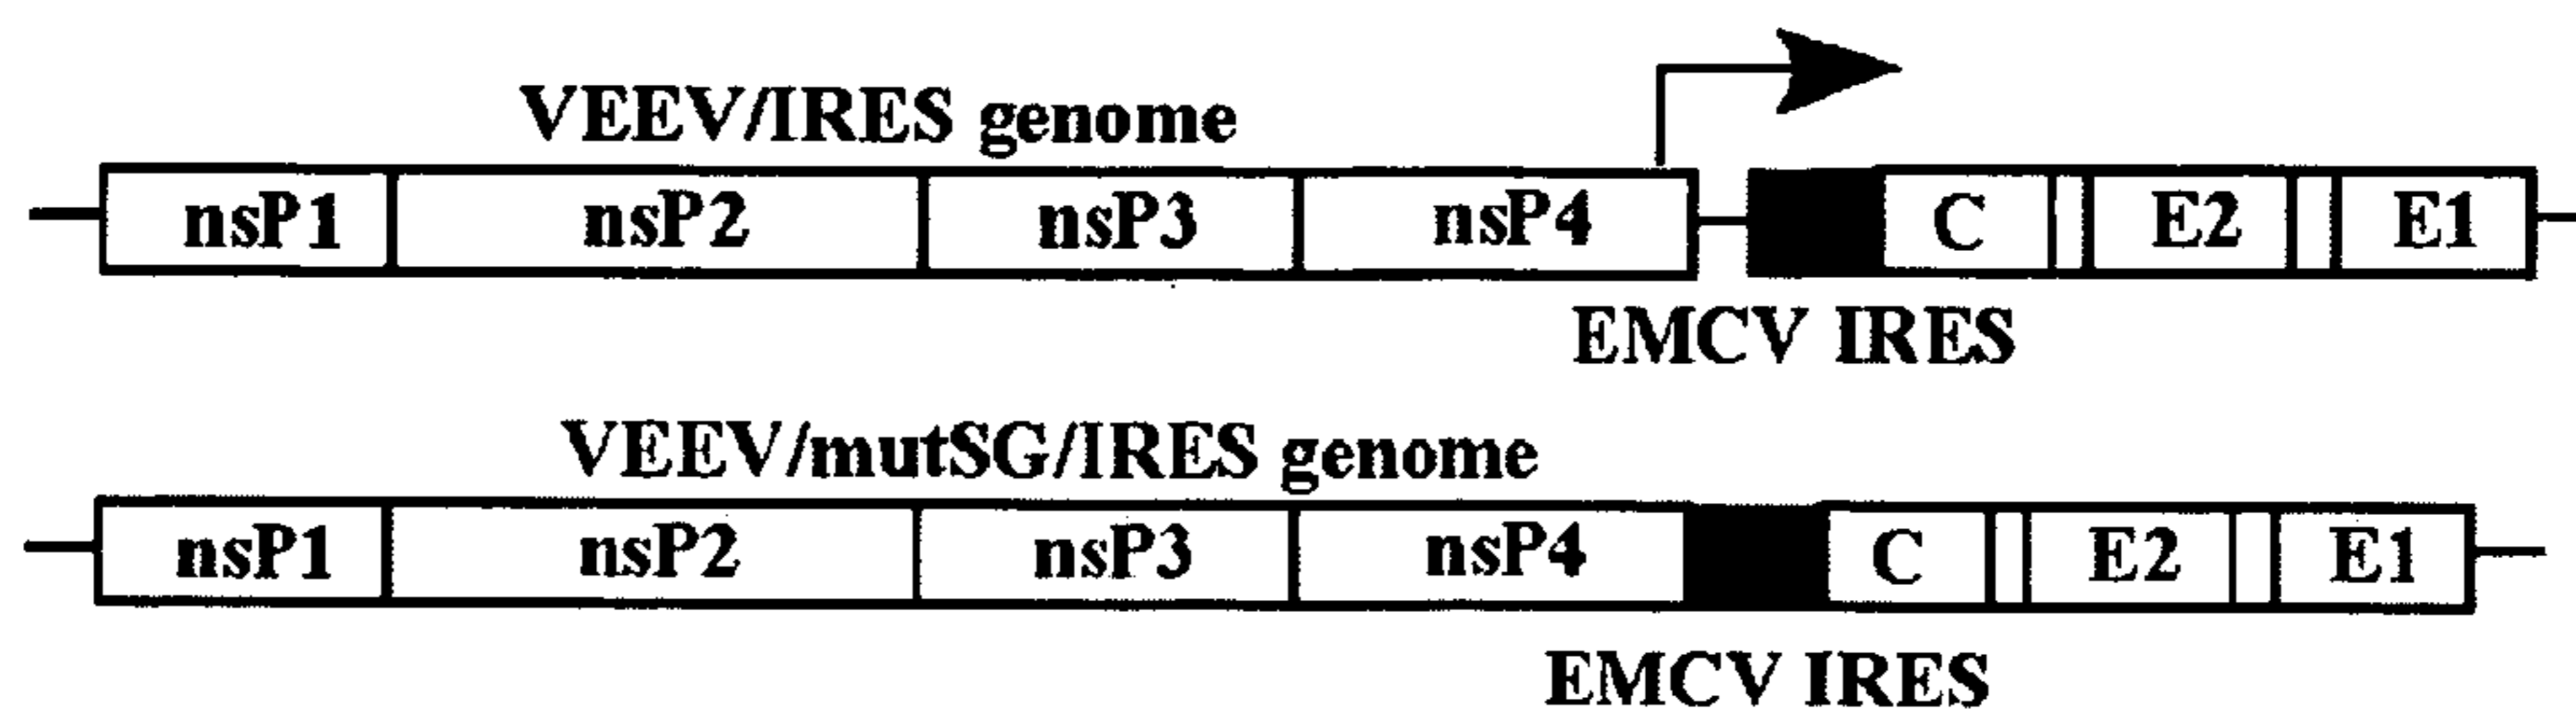 VEEV/IRES genome
nsP1 nsP2 nsP3 nsP4 C E2 E1
EMCV IRES
VEEV/mutSG/IRES genome
nsP1 nsP2 nsP3 nsP4 C E2 E1
EMCV IRES